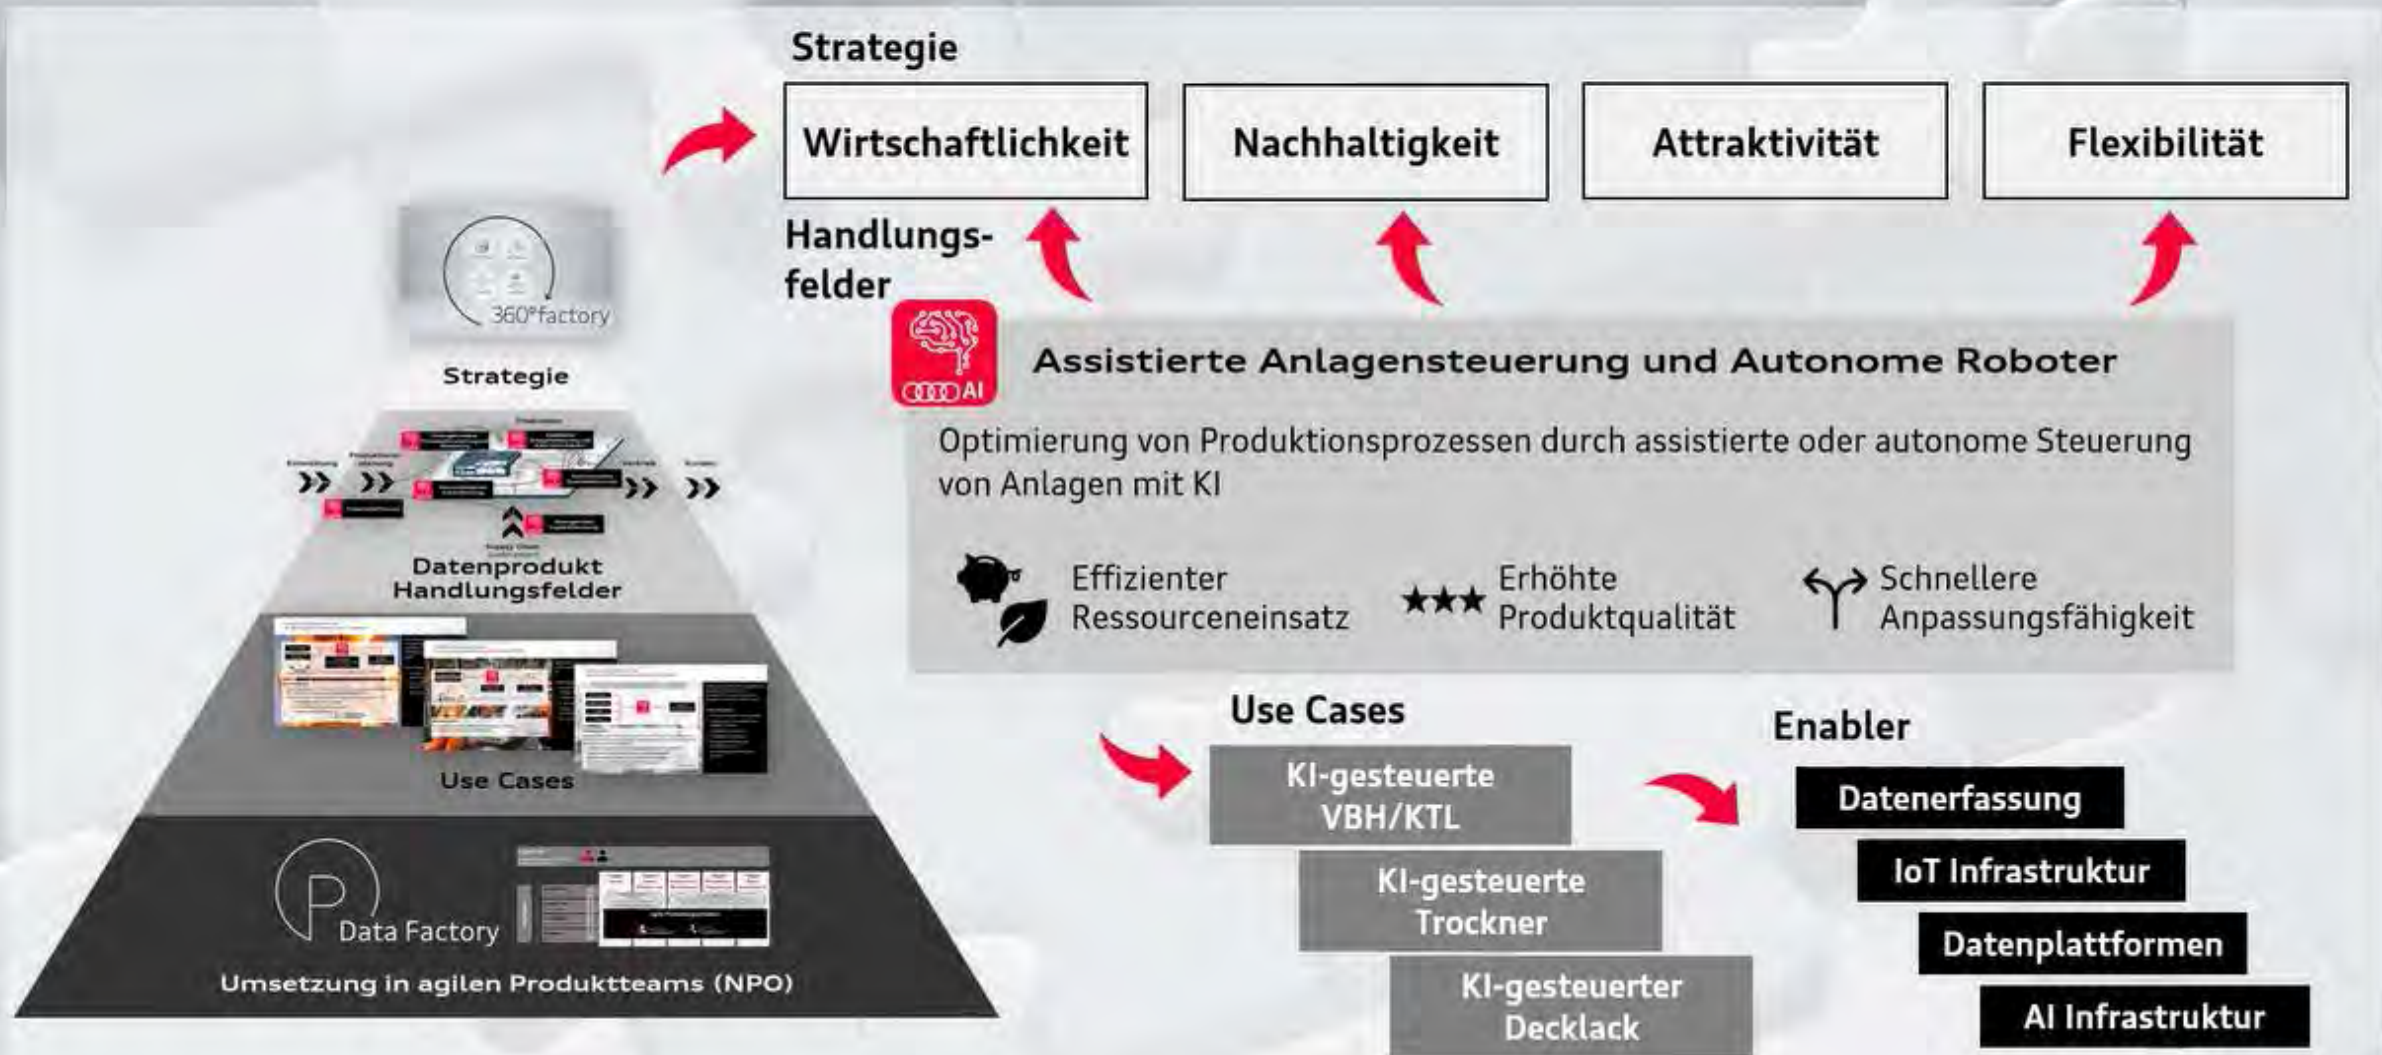 Strategie
Wirtschaftlichkeit
Nachhaltigkeit
Attraktivität
Flexibilität
Handlungs-
felder
AI
Assistierte Anlagensteuerung und Autonome Roboter
Optimierung von Produktionsprozessen durch assistierte oder autonome Steuerung
von Anlagen mit KI
Effizienter
Ressourceneinsatz
Erhöhte
Produktqualität
Schnellere
Anpassungsfähigkeit
Use Cases
KI-gesteuerte
VBH/KTL
KI-gesteuerte
Trockner
KI-gesteuerter
Decklack
Enabler
Datenerfassung
IoT Infrastruktur
Datenplattformen
AI Infrastruktur
360°factory
Strategie
Datenprodukt
Handlungsfelder
Use Cases
P
Data Factory
Umsetzung in agilen Produktteams (NPO)